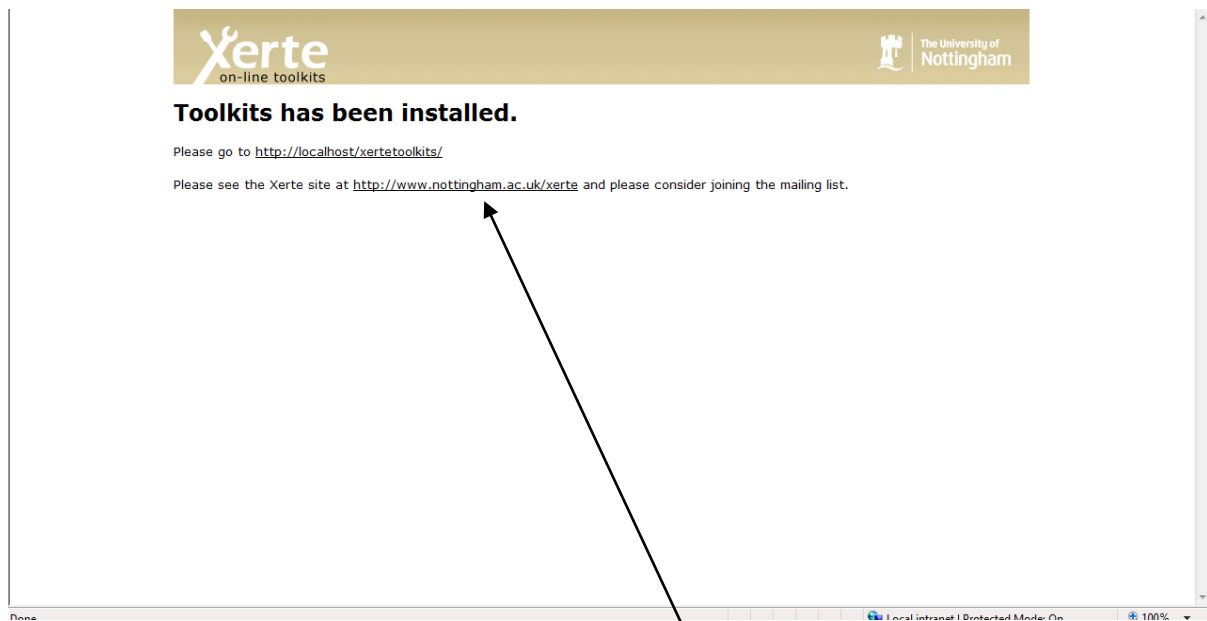 Xerte
on-line toolkits
The University of
Nottingham
Toolkits has been installed.
Please go to http://localhost/xertetoolkits/
Please see the Xerte site at http://www.nottingham.ac.uk/xerte and please consider joining the mailing list.
Done
Local intranet | Protected Mode: On
100%